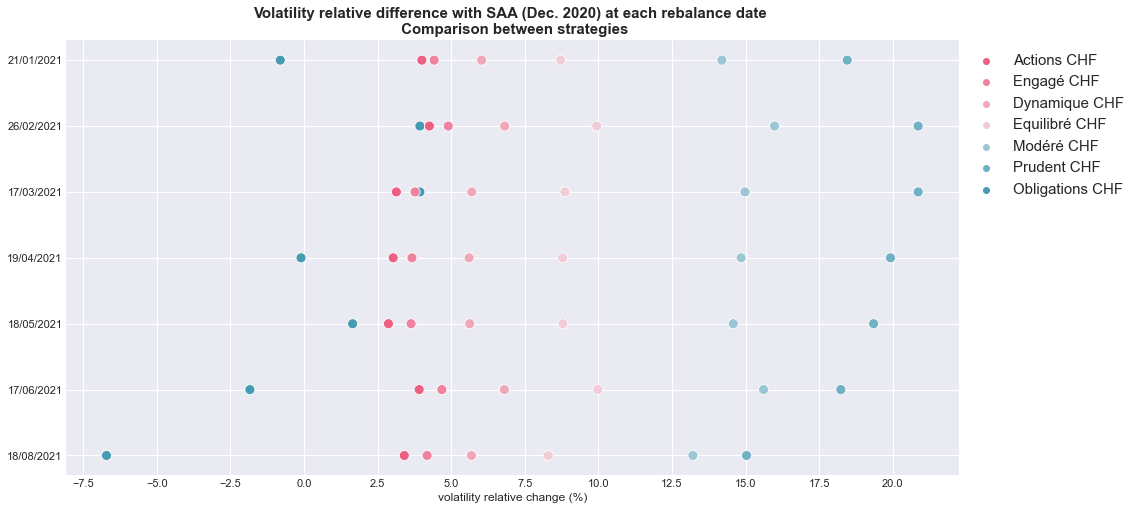 Volatility relative difference with SAA (Dec. 2020) at each rebalance date
Comparison between strategies
21/01/2021
26/02/2021
17/03/2021
19/04/2021
18/05/2021
17/06/2021
18/08/2021
−7.5
−5.0
−2.5
0.0
2.5
5.0
7.5
10.0
12.5
15.0
17.5
20.0
volatility relative change (%)
Actions CHF
Engagé CHF
Dynamique CHF
Equilibré CHF
Modéré CHF
Prudent CHF
Obligations CHF